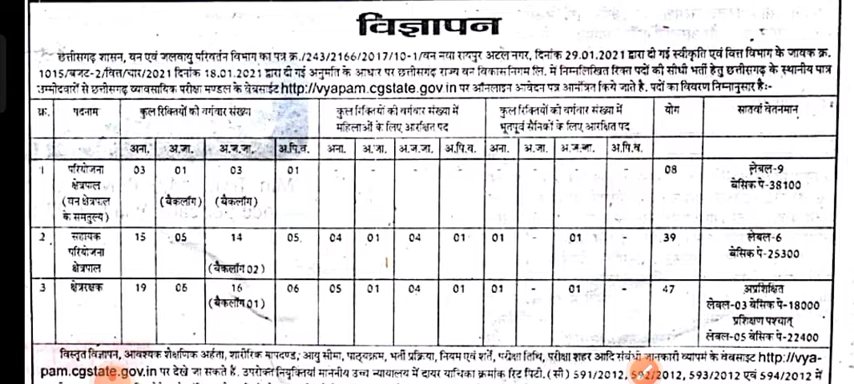 विज्ञापन
छत्तीसगढ़ शासन, वन एवं जलवायु परिवर्तन विभाग का पत्र क्र./243/2166/2017/10-1/वन नवा रायपुर अटल नगर, दिनांक 29.01.2021 द्वारा दी गई स्वीकृति एवं वित्त विभाग के जावक क्र.
1015/बजट-2/वित्त/चार/2021 दिनांक 18.01.2021 द्वारा दी गई अनुमति के आधार पर छत्तीसगढ़ राज्य वन विकास निगम लि. में निम्नलिखित रिक्त पदों की सीधी भर्ती हेतु छत्तीसगढ़ के स्थानीय पात्र
उम्मीदवारों से छत्तीसगढ़ व्यावसायिक परीक्षा मण्डल के वेबसाईट http://vyapam.cgstate.gov.in पर ऑनलाइन आवेदन पत्र आमंत्रित किये जाते है. पदों का विवरण निम्नानुसार है:-
क्र. पदनाम कुल रिक्तियों की वर्गवार संख्या कुल रिक्तियों की वर्गवार संख्या में योग सातवां वेतनमान
महिलाओं के लिए आरक्षित पद
कुल रिक्तियों की वर्गवार संख्या में
भूतपूर्व सैनिकों के लिए आरक्षित पद
अना. अ.जा. अ.ज.जा. अ.पि.व. अना. अ.जा. अ.ज.जा. अ.पि.व. अना. अ.जा. अ.ज.जा. अ.पि.व.
1 परियोजना 03 01 03 01 - - - - - - - - 08 लेबल-9
क्षेत्रपाल बेसिक पे-38100
(वन क्षेत्रपाल (बैकलॉग) (बैकलॉग)
के समतुल्य)
2 सहायक 15 05 14 05 04 01 04 01 01 - 01 - 39 लेबल-6
परियोजना बेसिक पे-25300
क्षेत्रपाल (बैकलॉग 02)
3 क्षेत्ररक्षक 19 06 16 06 05 01 04 01 01 - 01 - 47 अप्रशिक्षित
(बैकलॉग 01) लेबल-03 बेसिक पे-18000
प्रशिक्षण पश्चात्
लेबल-05 बेसिक पे-22400
विस्तृत विज्ञापन, आवश्यक शैक्षणिक अर्हता, शारीरिक मापदण्ड, आयु सीमा, पाठ्यक्रम, भर्ती प्रक्रिया, नियम एवं शर्तें, परीक्षा तिथि, परीक्षा शहर आदि संबंधी जानकारी व्यापम के वेबसाइट http://vya-
pam.cgstate.gov.in पर देखे जा सकते हैं. उपरोक्त नियुक्तियां माननीय उच्च न्यायालय में दायर याचिका क्रमांक रिट पिटी. (सी) 591/2012, 592/2012, 593/2012 एवं 594/2012 में